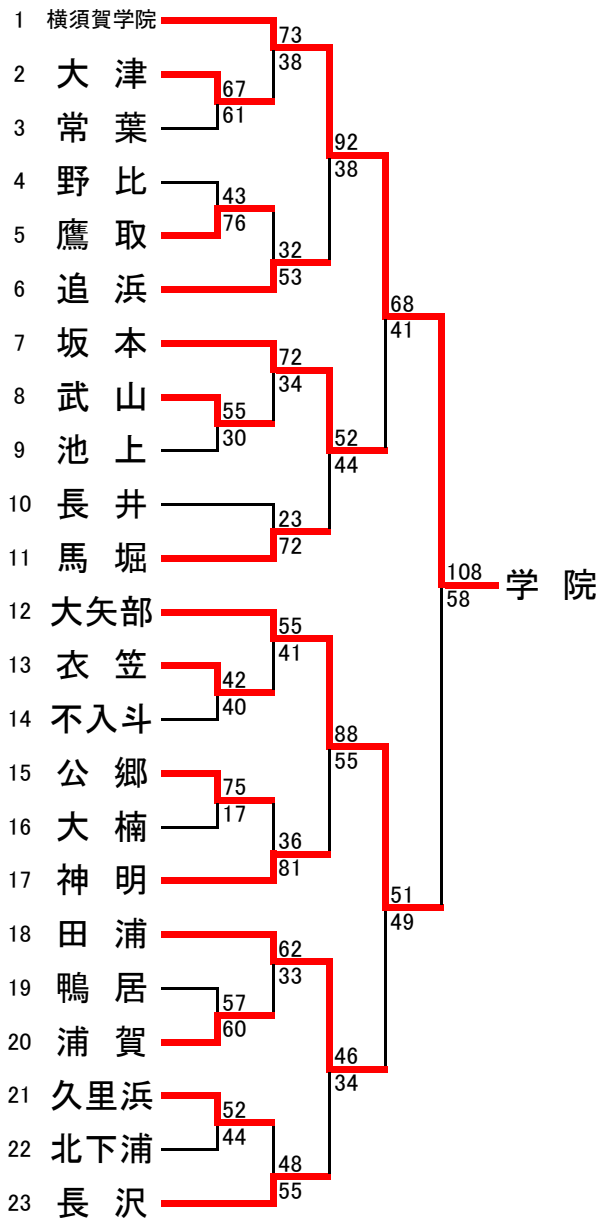 1 横須賀学院
73
38
2 大津
67
61
3 常葉
92
38
4 野比
43
76
5 鷹取
32
53
6 追浜
68
41
7 坂本
72
34
8 武山
55
30
9 池上
52
44
10 長井
23
72
11 馬堀
108
58
学院
12 大矢部
55
41
13 衣笠
42
40
14 不入斗
88
55
15 公郷
75
17
16 大楠
36
81
17 神明
51
49
18 田浦
62
33
19 鴨居
57
60
20 浦賀
46
34
21 久里浜
52
44
22 北下浦
48
55
23 長沢